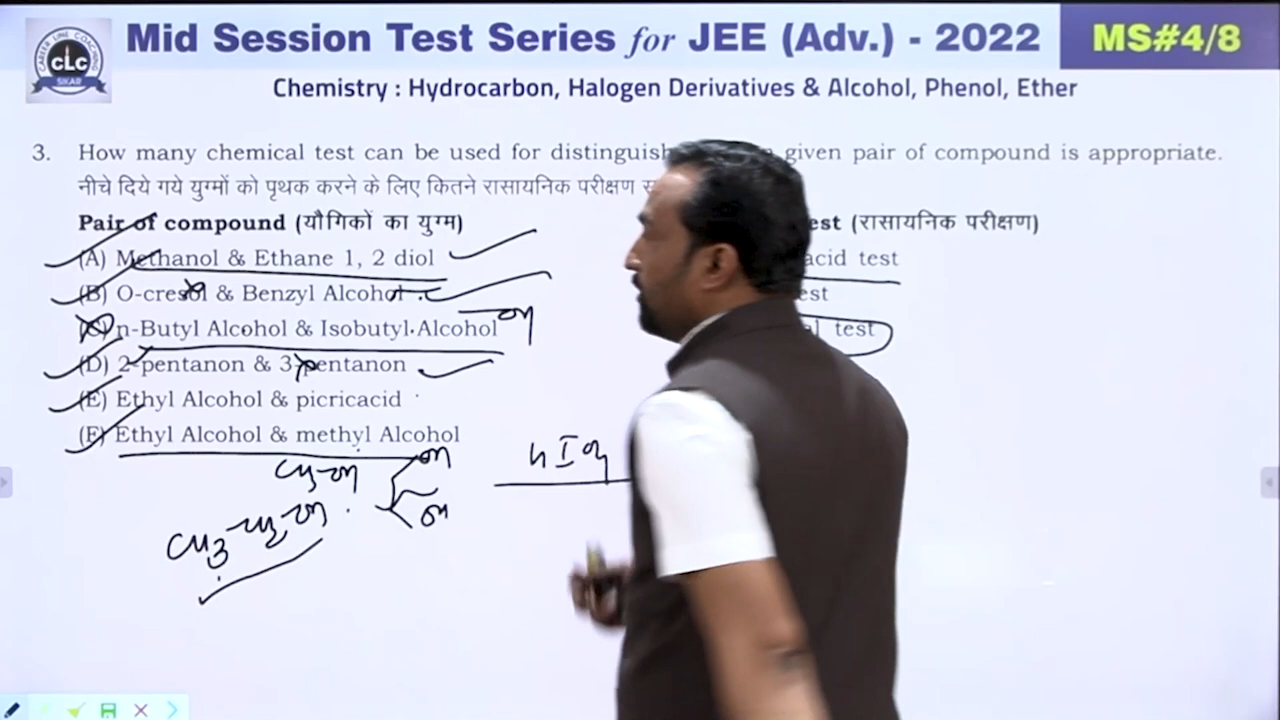 Mid Session Test Series for JEE (Adv.) - 2022
MS#4/8
CLC
SIKAR
Chemistry : Hydrocarbon, Halogen Derivatives & Alcohol, Phenol, Ether
3. How many chemical test can be used for distinguish given pair of compound is appropriate.
नीचे दिये गये युग्मों को पृथक करने के लिए कितने रासायनिक परीक्षण
Pair of compound (यौगिकों का युग्म) est (रासायनिक परीक्षण)
(A) Methanol & Ethane 1, 2 diol acid test
(B) O-cresol & Benzyl Alcohol est
(C) n-Butyl Alcohol & Isobutyl Alcohol l test
(D) 2-pentanon & 3-pentanon
(E) Ethyl Alcohol & picricacid
(F) Ethyl Alcohol & methyl Alcohol